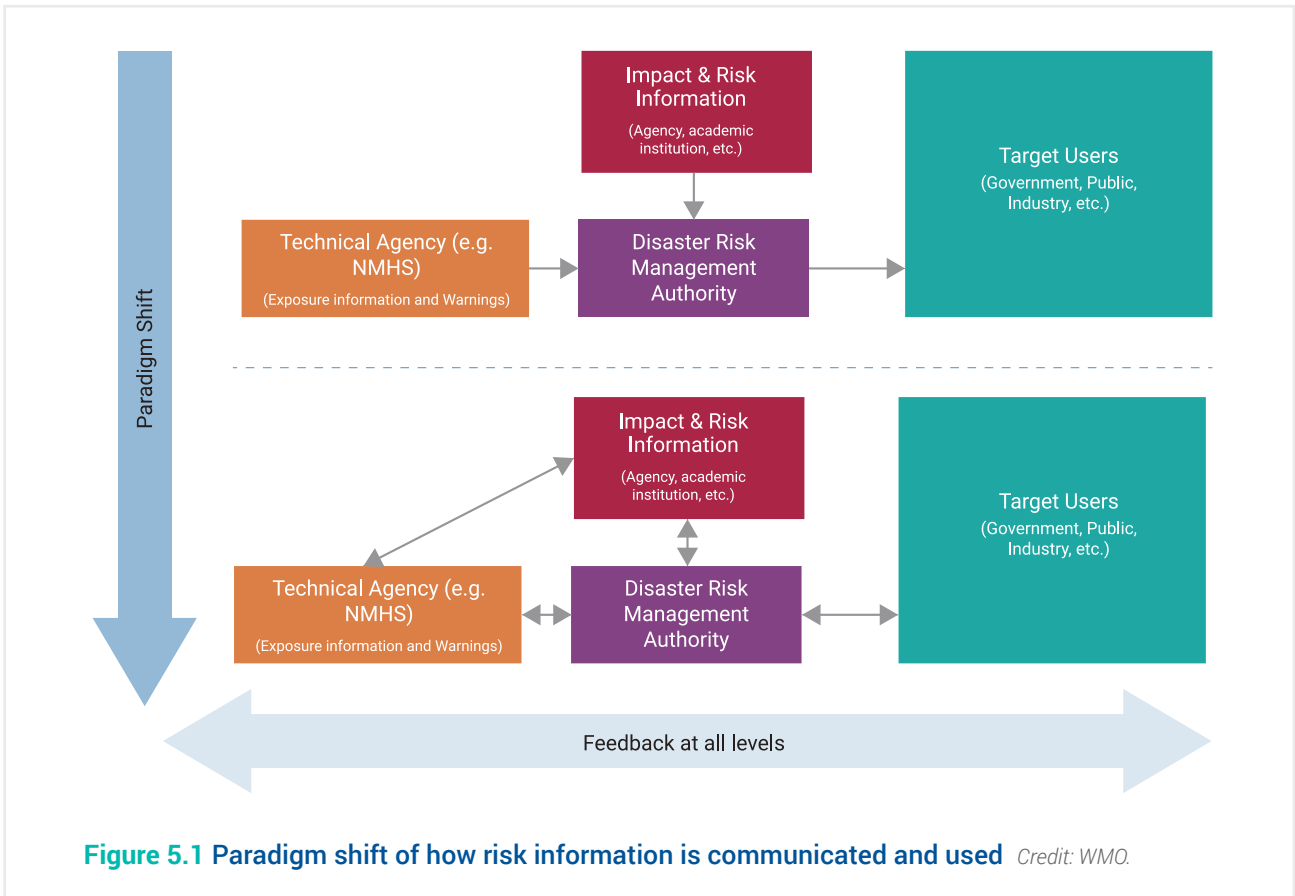 Paradigm Shift
Impact & Risk
Information
(Agency, academic
institution, etc.)
Target Users
(Government, Public,
Industry, etc.)
Technical Agency (e.g.
NMHS)
(Exposure information and Warnings)
Disaster Risk
Management
Authority
Impact & Risk
Information
(Agency, academic
institution, etc.)
Target Users
(Government, Public,
Industry, etc.)
Technical Agency (e.g.
NMHS)
(Exposure information and Warnings)
Disaster Risk
Management
Authority
Feedback at all levels
Figure 5.1 Paradigm shift of how risk information is communicated and used Credit: WMO.